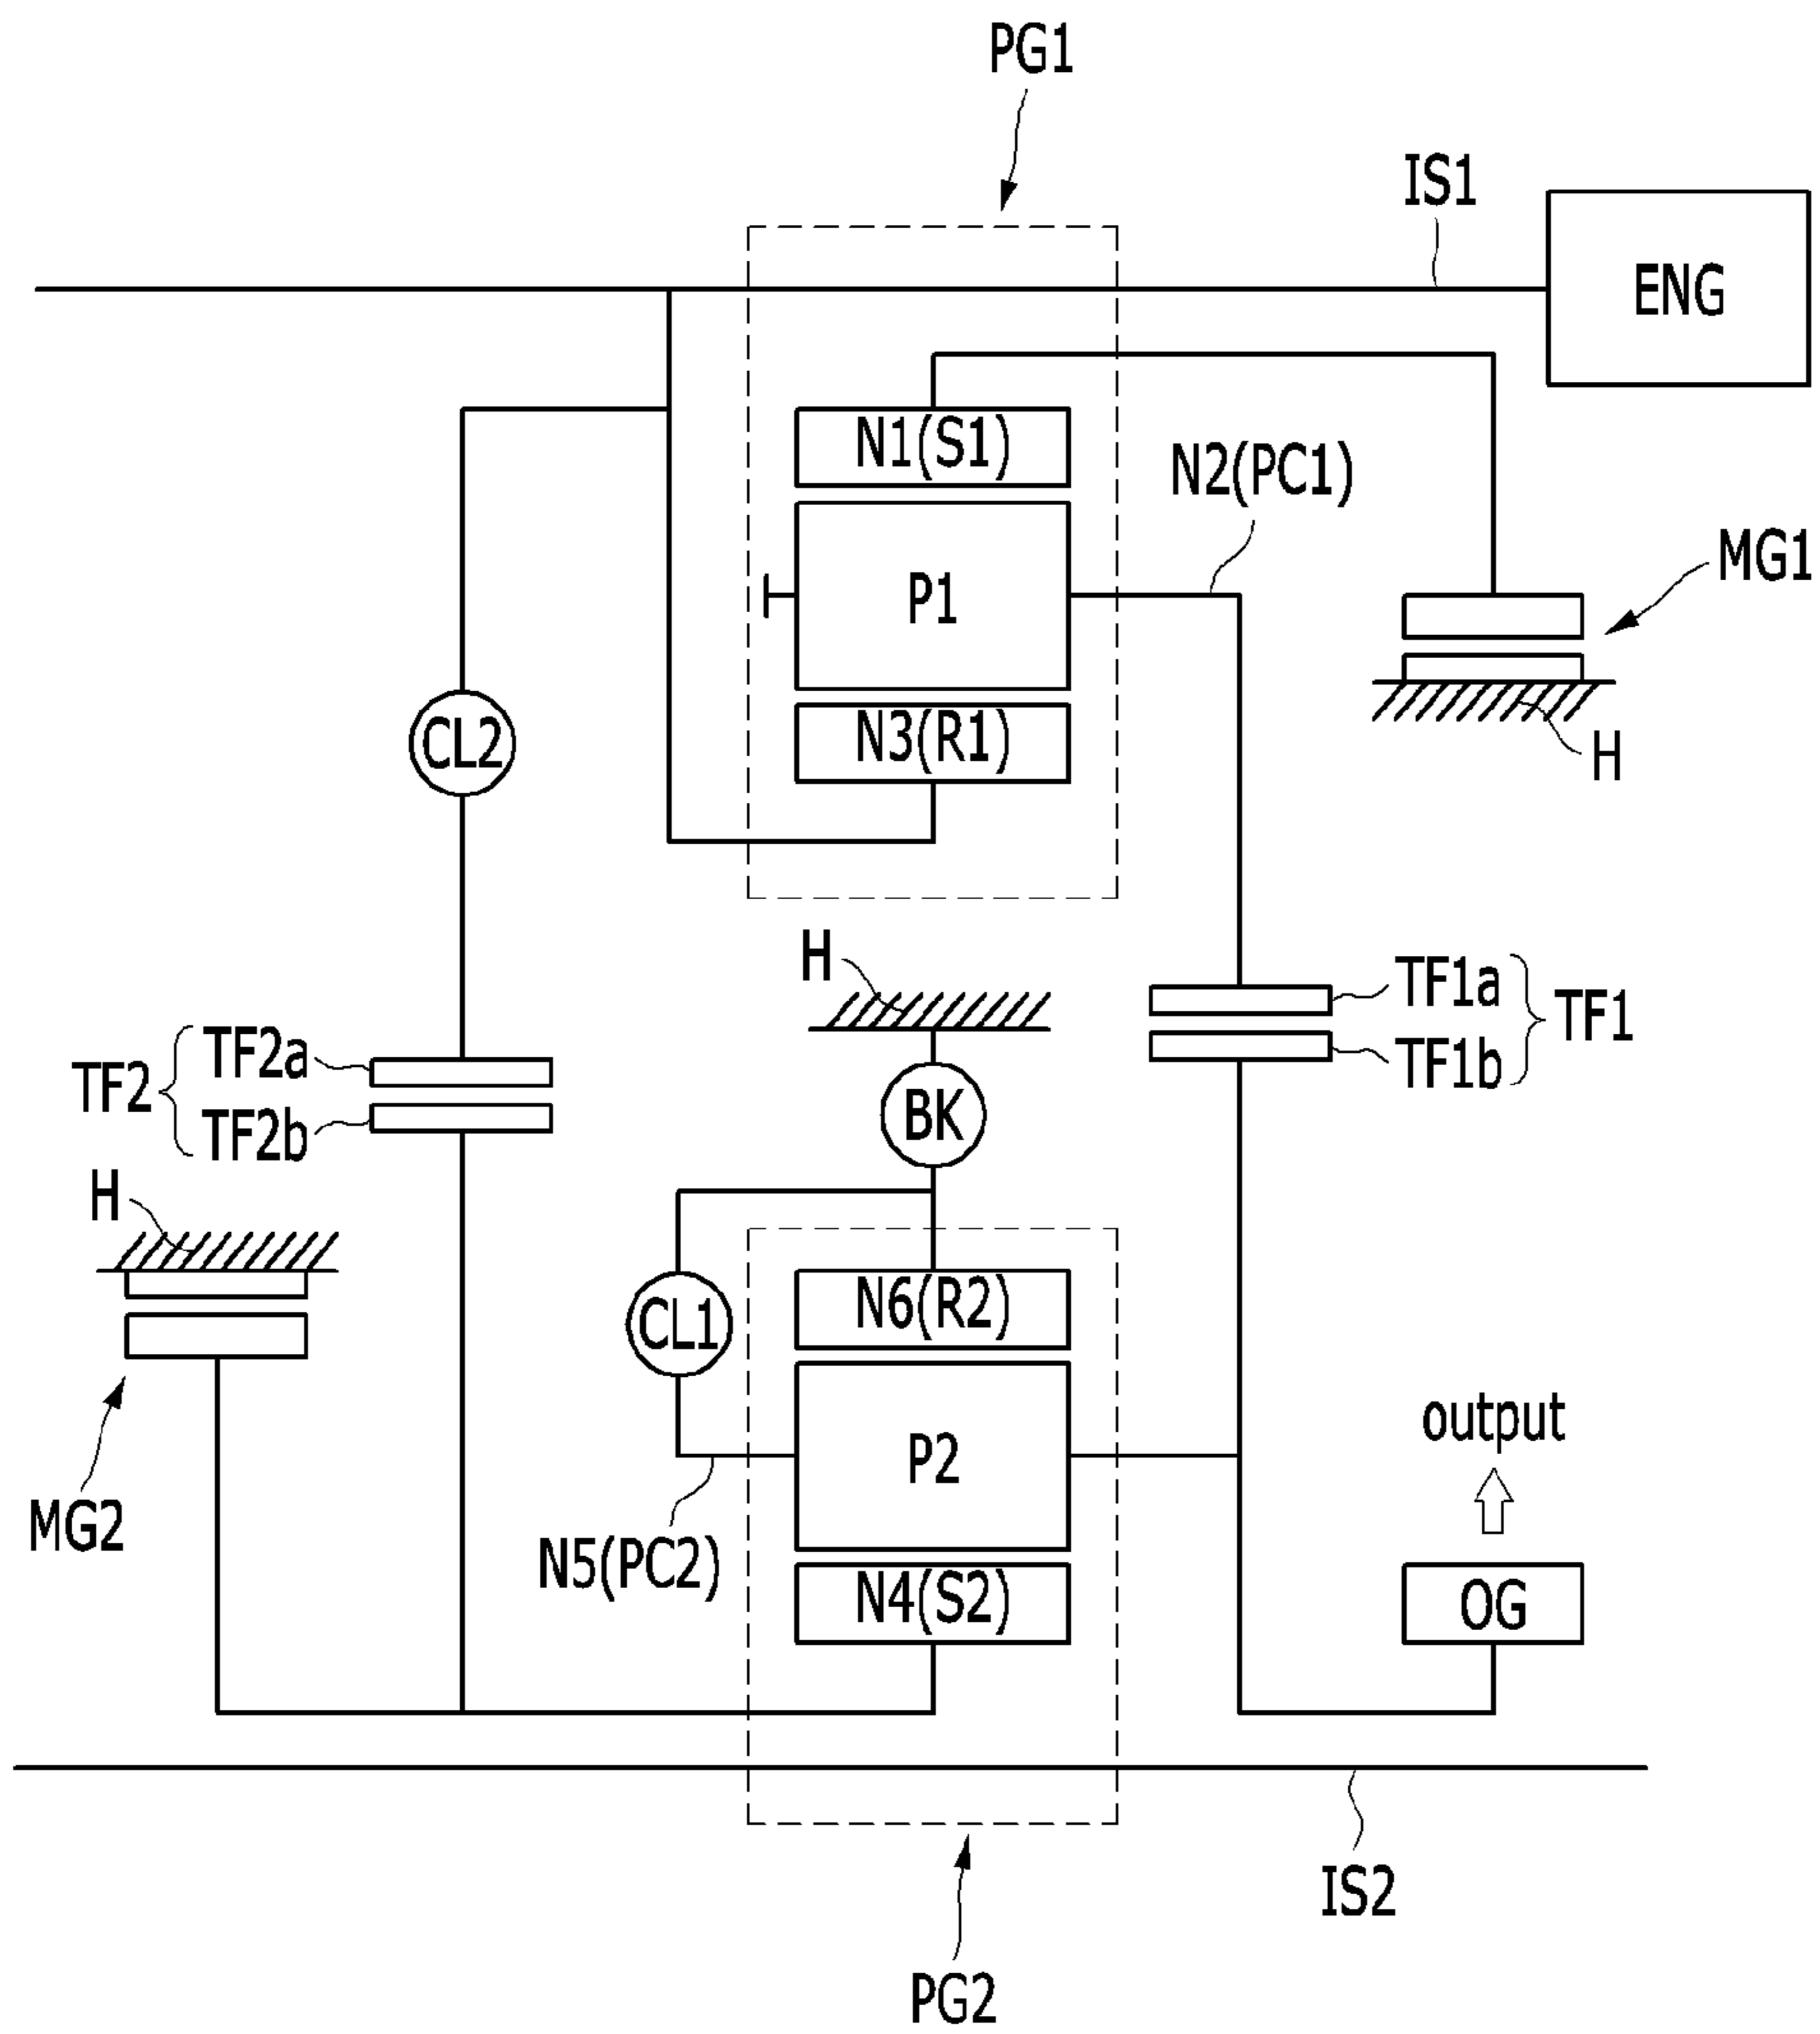 PG1
IS1
ENG
N1(S1)
N2(PC1)
MG1
P1
CL2
N3(R1)
H
H
TF1a
TF1
TF1b
TF2a
TF2
TF2b
BK
H
N6(R2)
CL1
output
P2
MG2
N5(PC2)
N4(S2)
OG
IS2
PG2